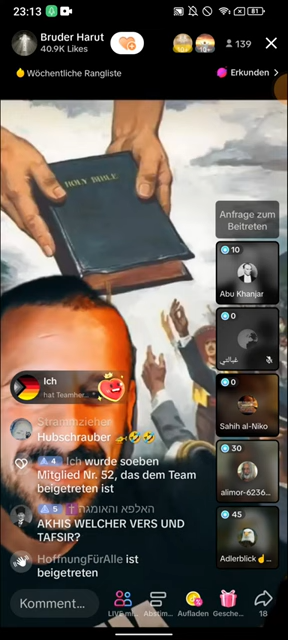 23:13
81
Bruder Harut
40.9K Likes
10+
139
Wöchentliche Rangliste
Erkunden
HOLY BIBLE
Anfrage zum
Beitreten
10
Abu Khanjar
0
0
Sahih al-Niko
30
alimor-6236...
45
Adlerblick
Ich
hat Teamher...
Strammzieher
Hubschrauber
4 Ich wurde soeben
Mitglied Nr. 52, das dem Team
beigetreten ist
5 האלפא והאומגה
AKHIS WELCHER VERS UND
TAFSIR?
HoffnungFürAlle ist
beigetreten
Komment...
LIVE m...
Abstim...
Aufladen
Gesche...
18